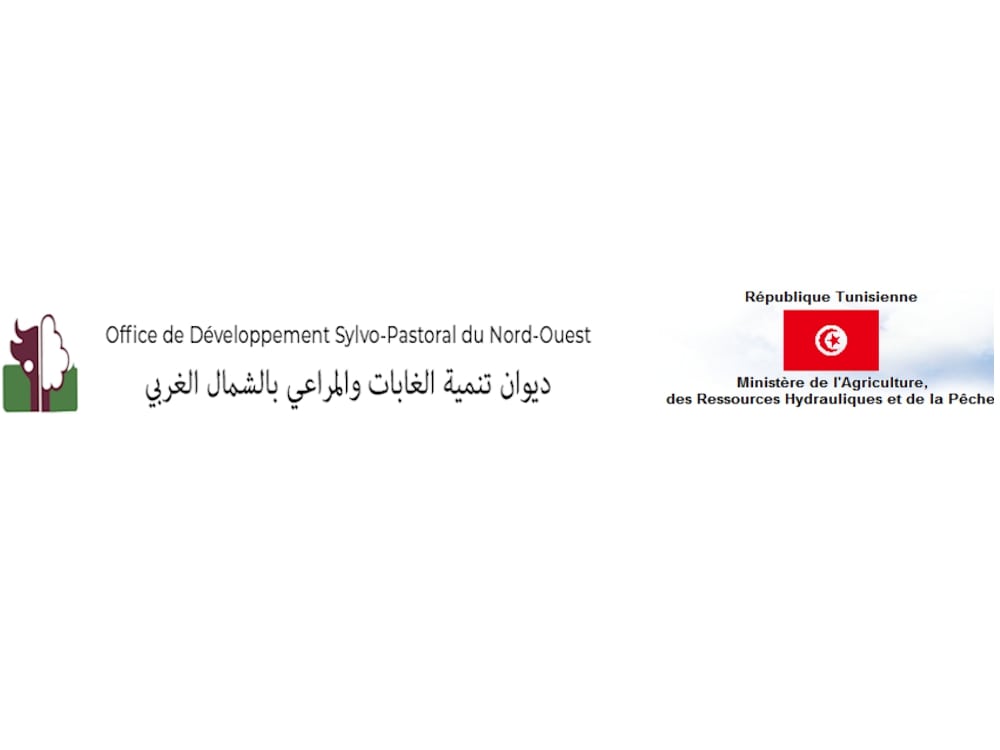 Office de Développement Sylvo-Pastoral du Nord-Ouest
ديوان تنمية الغابات والمراعي بالشمال الغربي
République Tunisienne
Ministère de l'Agriculture,
des Ressources Hydrauliques et de la Pêche